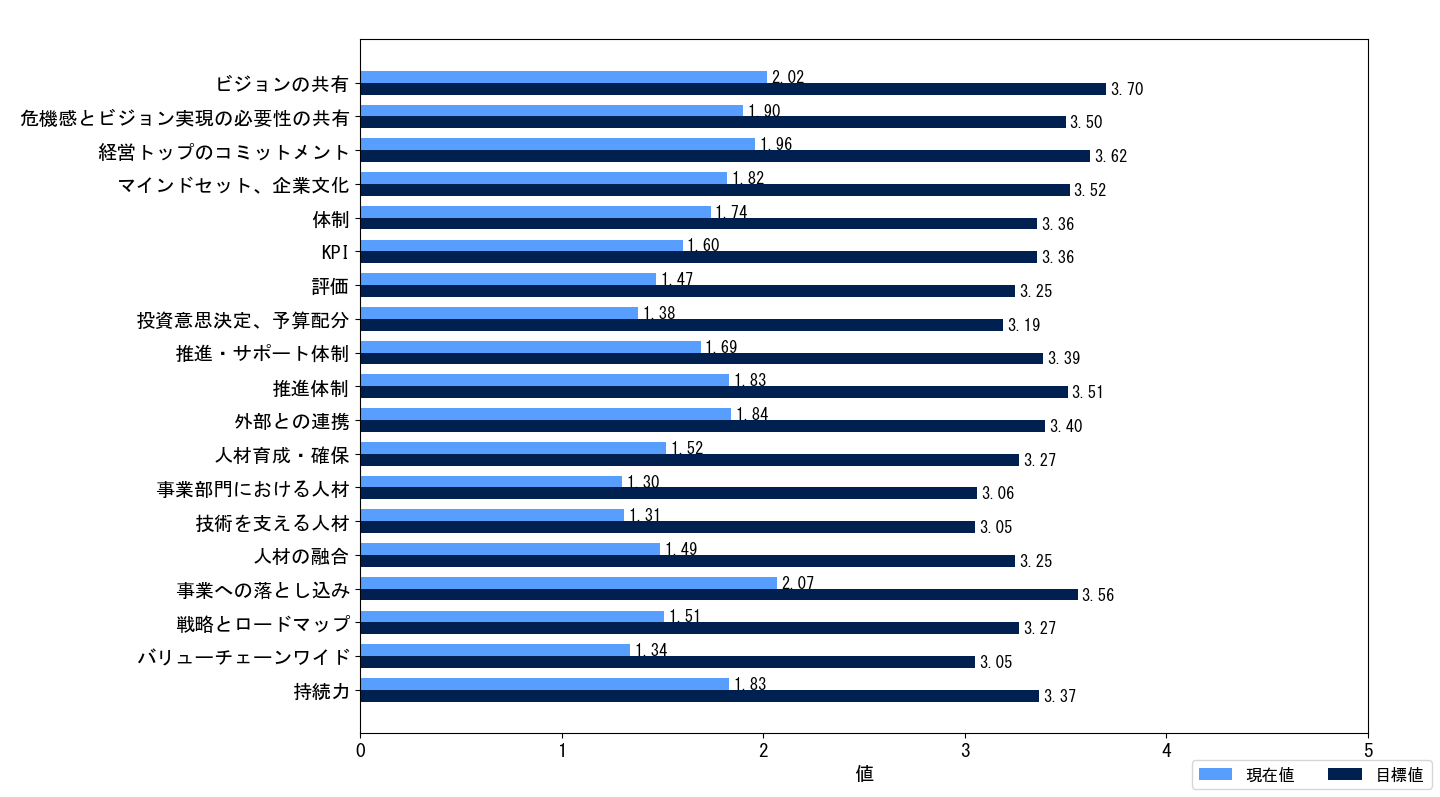 ビジョンの共有 2.02 3.70
危機感とビジョン実現の必要性の共有 1.90 3.50
経営トップのコミットメント 1.96 3.62
マインドセット、企業文化 1.82 3.52
体制 1.74 3.36
KPI 1.60 3.36
評価 1.47 3.25
投資意思決定、予算配分 1.38 3.19
推進・サポート体制 1.69 3.39
推進体制 1.83 3.51
外部との連携 1.84 3.40
人材育成・確保 1.52 3.27
事業部門における人材 1.30 3.06
技術を支える人材 1.31 3.05
人材の融合 1.49 3.25
事業への落とし込み 2.07 3.56
戦略とロードマップ 1.51 3.27
バリューチェーンワイド 1.34 3.05
持続力 1.83 3.37
0 1 2 3 4 5
値
現在値 目標値